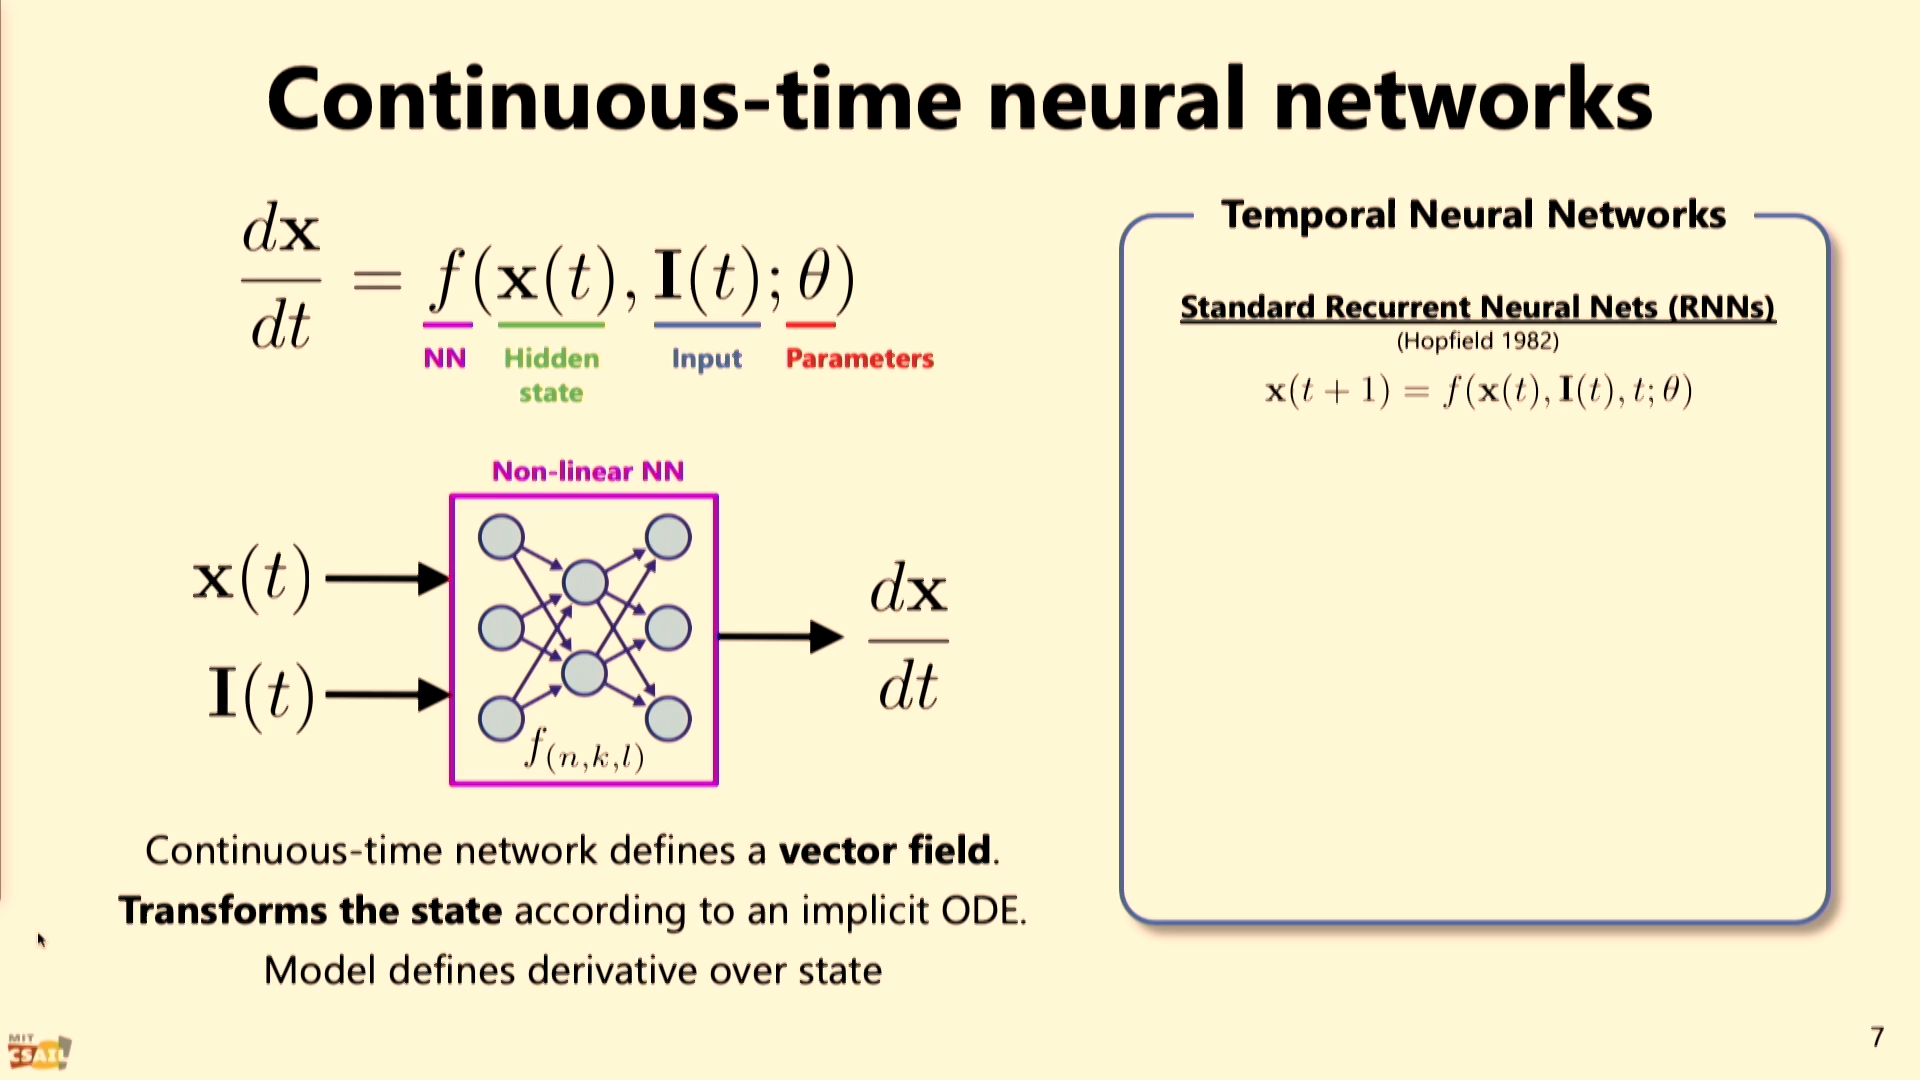 Continuous-time neural networks
dx/dt = f(x(t), I(t); θ)
NN Hidden state Input Parameters
Non-linear NN
x(t)
I(t)
f(n,k,l)
dx/dt
Continuous-time network defines a vector field.
Transforms the state according to an implicit ODE.
Model defines derivative over state
Temporal Neural Networks
Standard Recurrent Neural Nets (RNNs)
(Hopfield 1982)
x(t + 1) = f(x(t), I(t), t; θ)
MIT
CSAIL
7